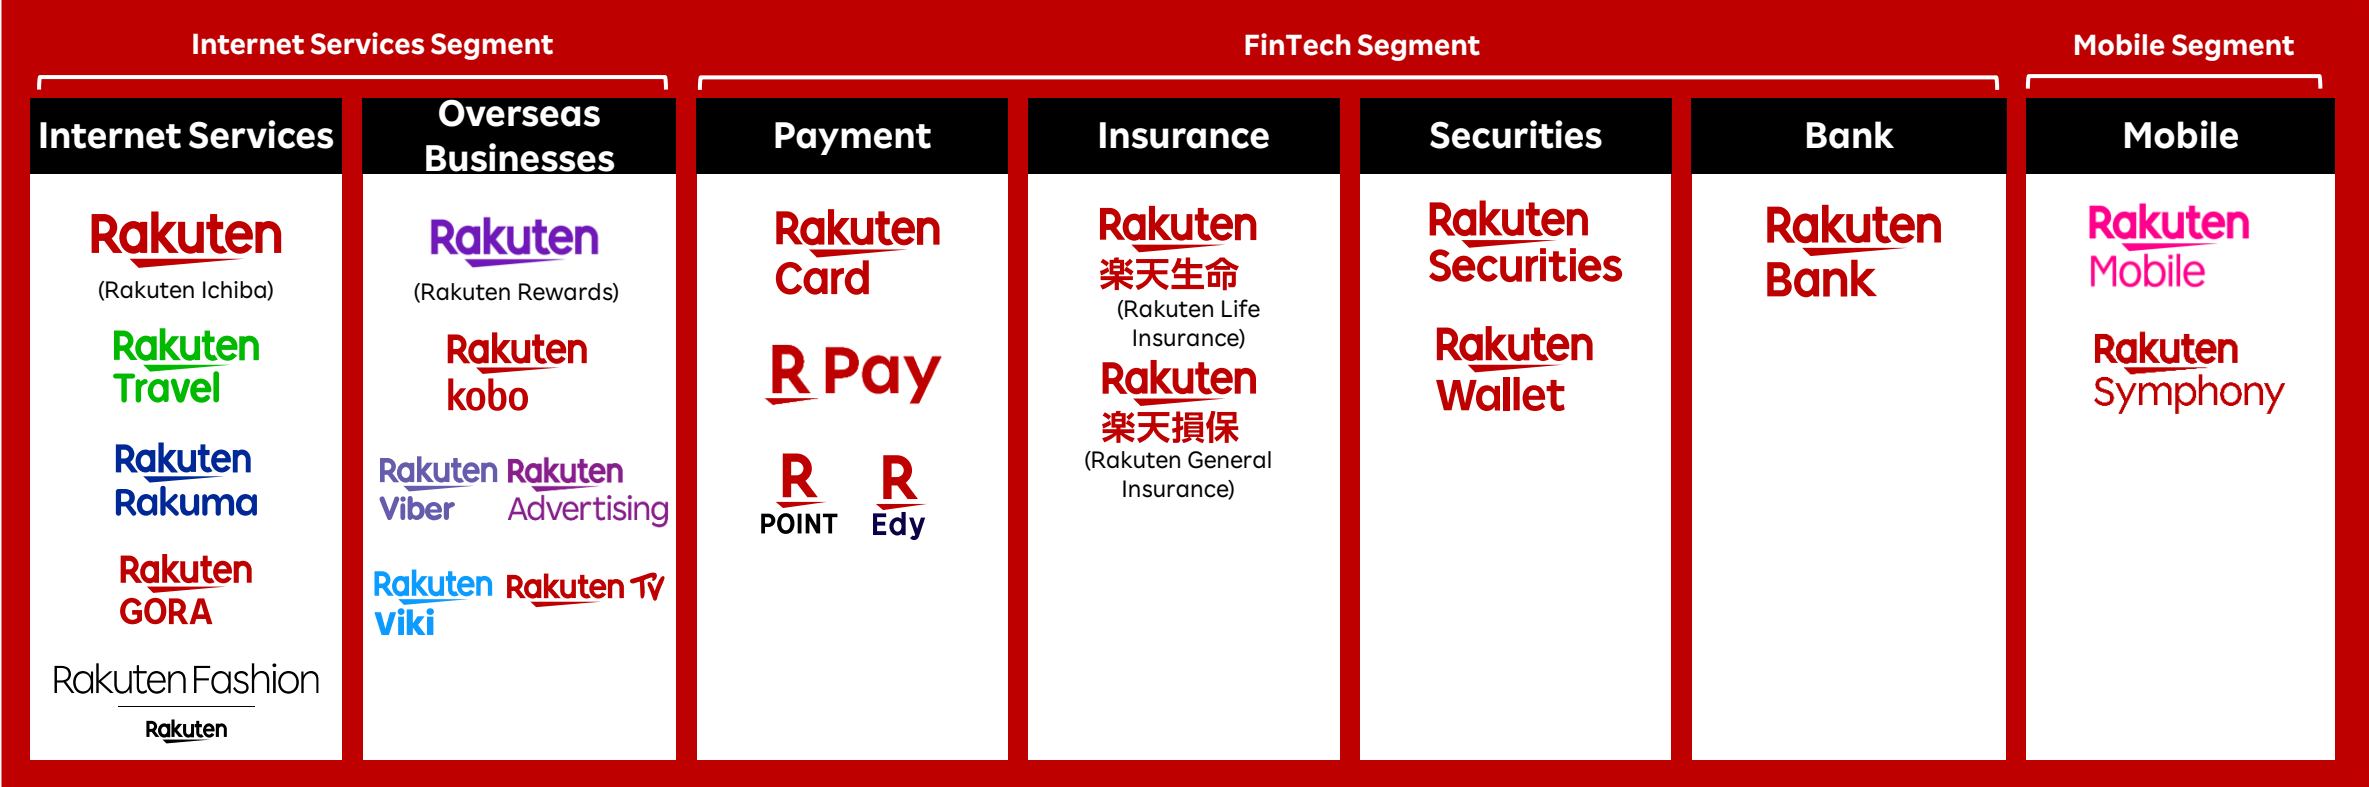 Internet Services Segment
FinTech Segment
Mobile Segment
Internet Services
Rakuten
(Rakuten Ichiba)
Rakuten
Travel
Rakuten
Rakuma
Rakuten
GORA
Rakuten Fashion
Rakuten
Overseas
Businesses
Rakuten
(Rakuten Rewards)
Rakuten
kobo
Rakuten
Viber
Rakuten
Advertising
Rakuten
Viki
Rakuten TV
Payment
Rakuten
Card
R Pay
R
POINT
R
Edy
Insurance
Rakuten
楽天生命
(Rakuten Life
Insurance)
Rakuten
楽天損保
(Rakuten General
Insurance)
Securities
Rakuten
Securities
Rakuten
Wallet
Bank
Rakuten
Bank
Mobile
Rakuten
Mobile
Rakuten
Symphony